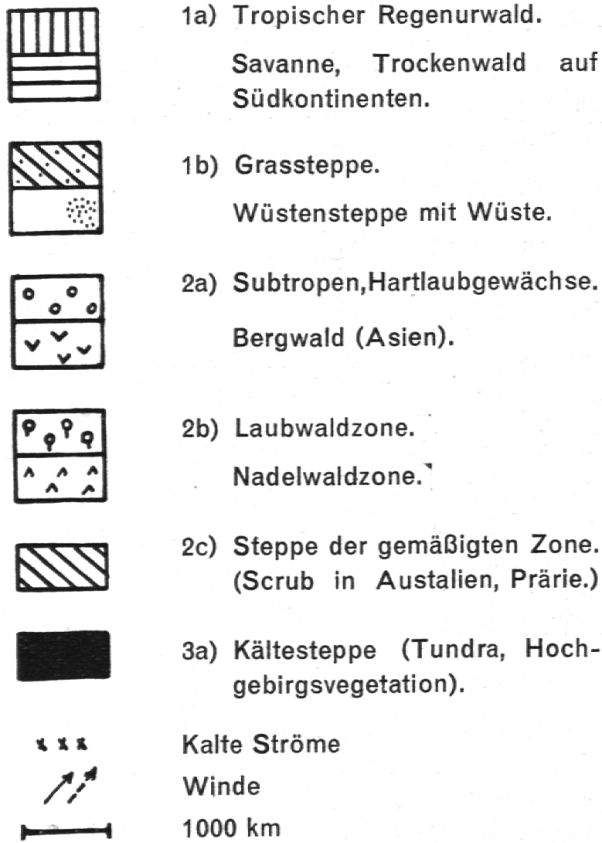 1a) Tropischer Regenurwald.
Savanne, Trockenwald auf
Südkontinenten.
1b) Grassteppe.
Wüstensteppe mit Wüste.
2a) Subtropen,Hartlaubgewächse.
Bergwald (Asien).
2b) Laubwaldzone.
Nadelwaldzone.
2c) Steppe der gemäßigten Zone.
(Scrub in Austalien, Prärie.)
3a) Kältesteppe (Tundra, Hoch-
gebirgsvegetation).
Kalte Ströme
Winde
1000 km